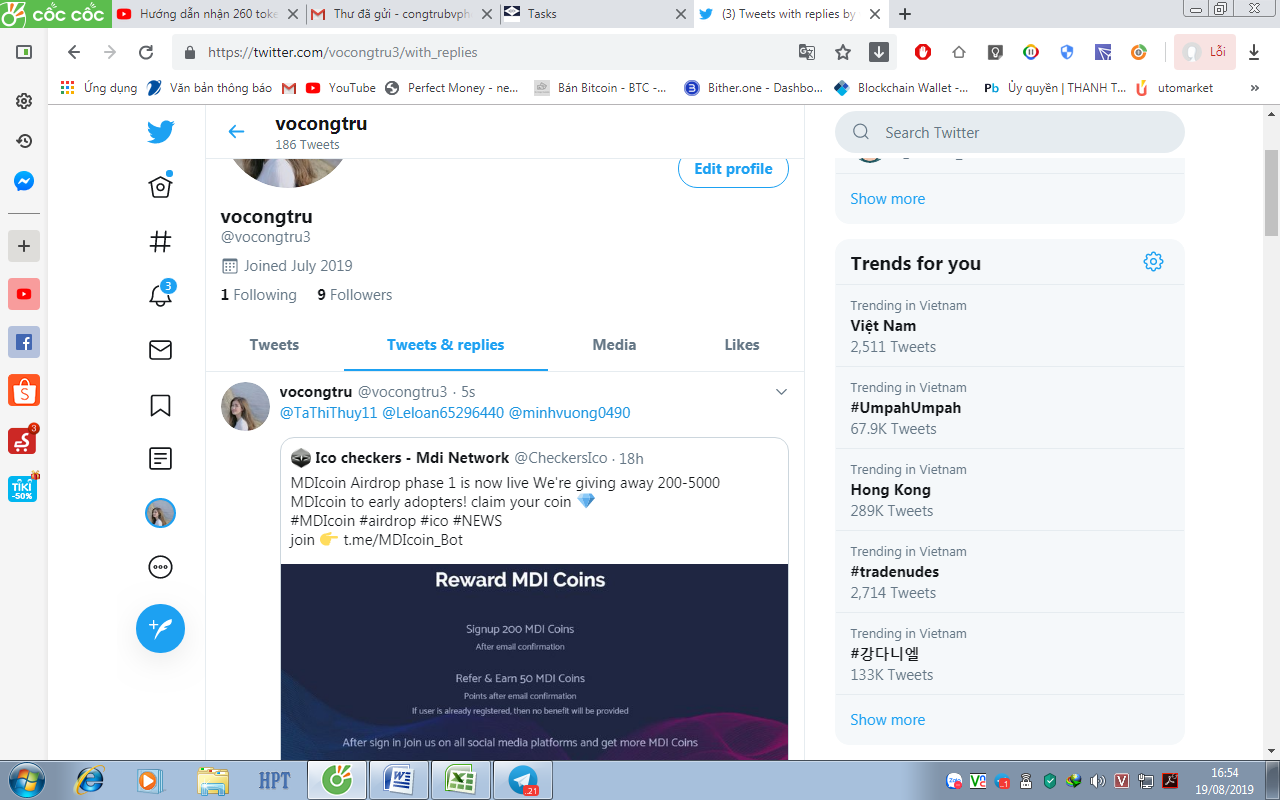 cốc cốc
Hướng dẫn nhận 260 toke
Thư đã gửi - congtrubvph
Tasks
(3) Tweets with replies by
https://twitter.com/vocongtru3/with_replies
Lỗi
Ứng dụng
Văn bản thông báo
YouTube
Perfect Money - ne...
Bán Bitcoin - BTC -...
Bither.one - Dashbo...
Blockchain Wallet -...
Pb
Ủy quyền | THANH T...
utomarket
»
vocongtru
186 Tweets
Edit profile
vocongtru
@vocongtru3
Joined July 2019
1 Following 9 Followers
Tweets
Tweets & replies
Media
Likes
vocongtru @vocongtru3 · 5s
@TaThiThuy11 @Leloan65296440 @minhvuong0490
Ico checkers - Mdi Network @CheckersIco · 18h
MDIcoin Airdrop phase 1 is now live We're giving away 200-5000
MDIcoin to early adopters! claim your coin 💎
#MDIcoin #airdrop #ico #NEWS
join 👉 t.me/MDIcoin_Bot
Reward MDI Coins
Signup 200 MDI Coins
After email confirmation
Refer & Earn 50 MDI Coins
Points after email confirmation
If user is already registered, then no benefit will be provided
After sign in Join us on all social media platforms and get more MDI Coins
Search Twitter
Show more
Trends for you
Trending in Vietnam
Việt Nam
2,511 Tweets
Trending in Vietnam
#UmpahUmpah
67.9K Tweets
Trending in Vietnam
Hong Kong
289K Tweets
Trending in Vietnam
#tradenudes
2,714 Tweets
Trending in Vietnam
#강다니엘
133K Tweets
Show more
3
3
TIKI
-50%
HPT
21
16:54
19/08/2019